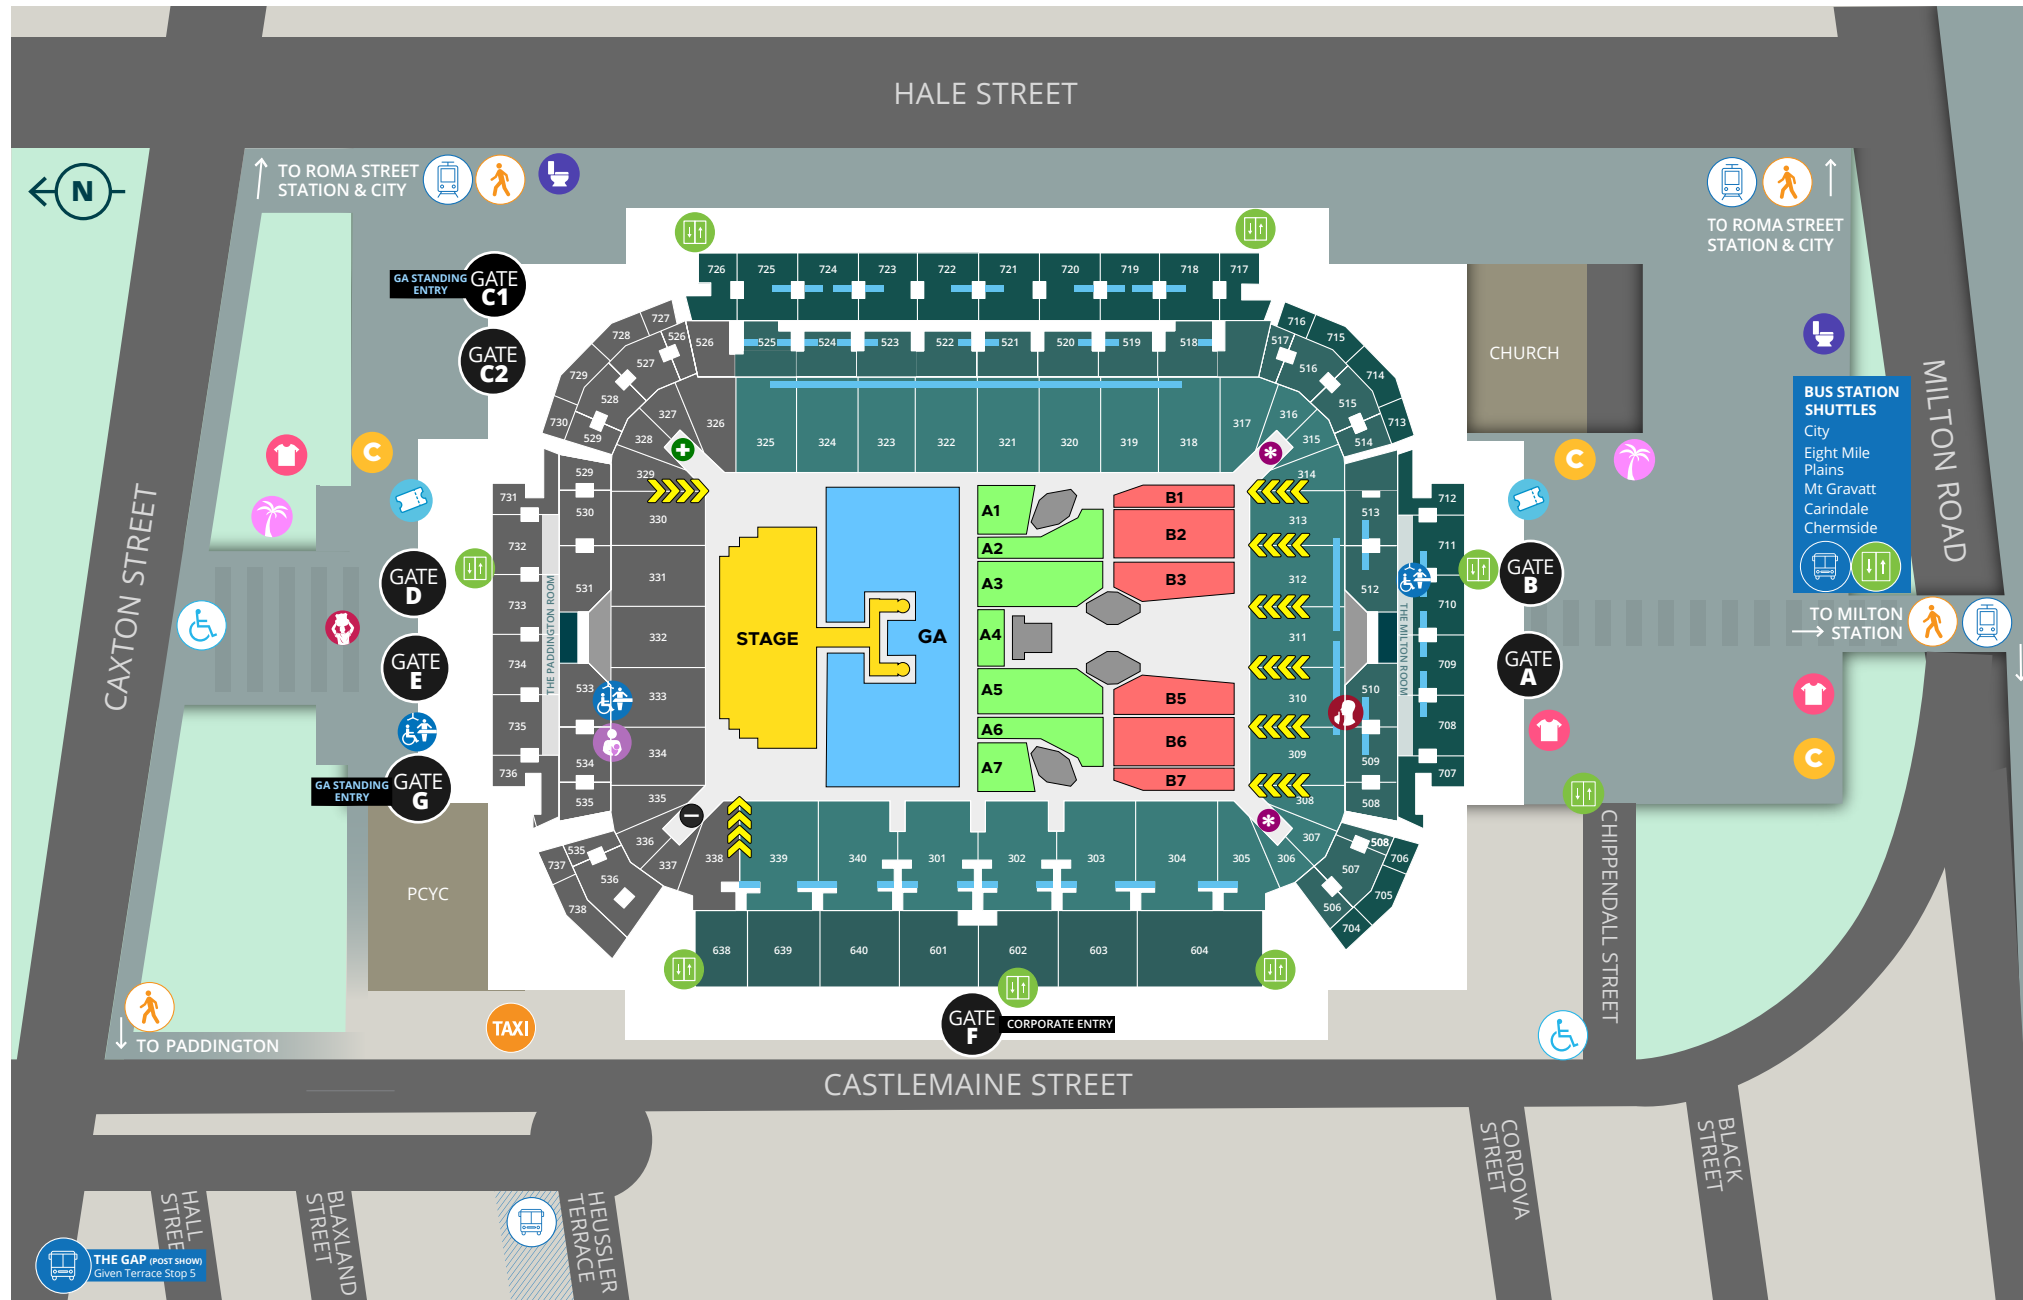 HALE STREET
N
TO ROMA STREET
STATION & CITY
TO ROMA STREET
STATION & CITY
GA STANDING
ENTRY
GATE
C1
GATE
C2
726
725
724
723
722
721
720
719
718
717
727
728
729
730
526
527
528
529
526
525
524
523
522
521
520
519
518
517
516
515
514
716
715
714
713
CHURCH
BUS STATION
SHUTTLES
City
Eight Mile
Plains
Mt Gravatt
Carindale
Chermside
MILTON ROAD
327
328
329
326
325
324
323
322
321
320
319
318
317
316
315
314
C
C
CAXTON STREET
731
732
733
734
735
736
THE PADDINGTON ROOM
529
530
531
533
534
535
330
331
332
333
334
335
STAGE
GA
A1
A2
A3
A4
A5
A6
A7
B1
B2
B3
B5
B6
B7
313
312
311
310
309
308
513
512
510
509
508
THE MILTON ROOM
712
711
710
709
708
707
GATE
D
GATE
E
GATE
G
GA STANDING
ENTRY
GATE
B
GATE
A
TO MILTON
STATION
C
PCYC
737
738
535
536
336
337
338
339
340
301
302
303
304
305
306
307
508
507
506
706
705
704
638
639
640
601
602
603
604
CHIPPENDALL STREET
GATE
F
CORPORATE ENTRY
TAXI
TO PADDINGTON
CASTLEMAINE STREET
HALL
STREE
BLAXLAND
STREET
HEUSSLER
TERRACE
CORDOVA
STREET
BLACK
STREET
THE GAP (POST SHOW)
Given Terrace Stop 5